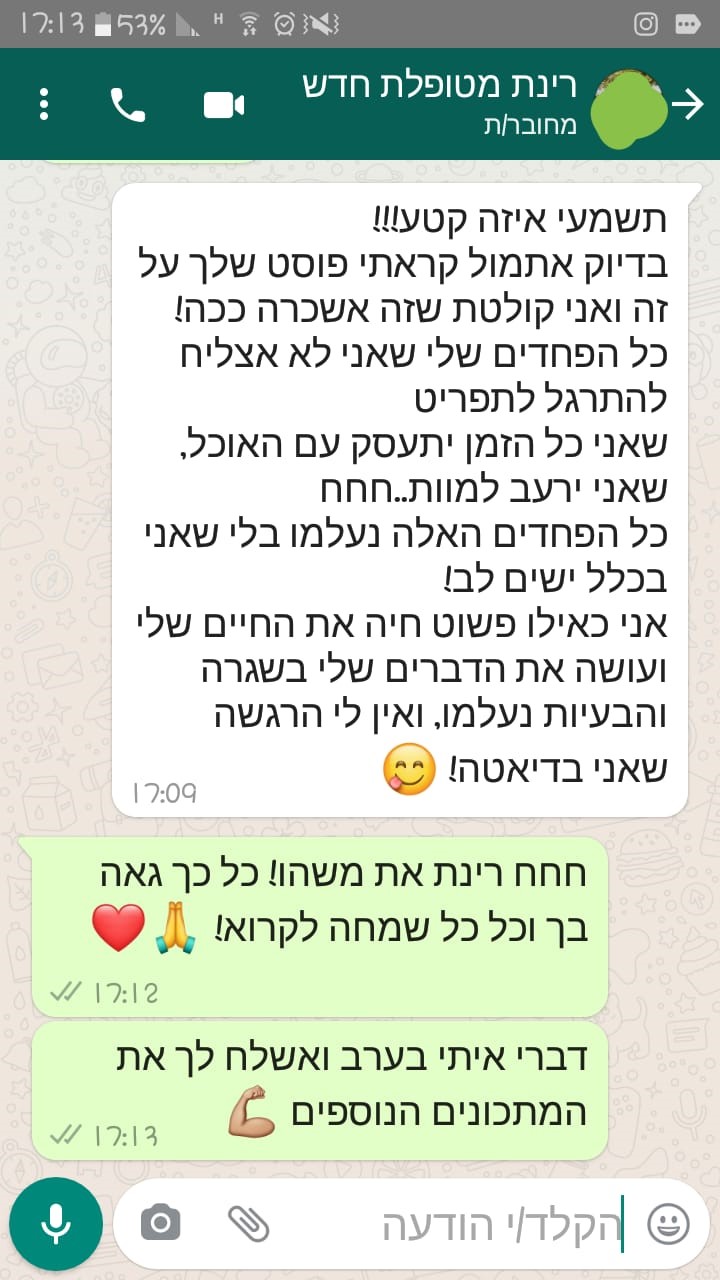 17:13 53% H
רינת מטופלת חדש
מחובר/ת
תשמעי איזה קטע!!!
בדיוק אתמול קראתי פוסט שלך על
זה ואני קולטת שזה אשכרה ככה!
כל הפחדים שלי שאני לא אצליח
להתרגל לתפריט
שאני כל הזמן יתעסק עם האוכל,
שאני ירעב למוות..חחח
כל הפחדים האלה נעלמו בלי שאני
בכלל ישים לב!
אני כאילו פשוט חיה את החיים שלי
ועושה את הדברים שלי בשגרה
והבעיות נעלמו, ואין לי הרגשה
שאני בדיאטה! 😋
17:09
חחח רינת את משהו! כל כך גאה
בך וכל כל שמחה לקרוא! 🙏❤️
17:12
דברי איתי בערב ואשלח לך את
המתכונים הנוספים 💪🏽
17:13
הקלד/י הודעה